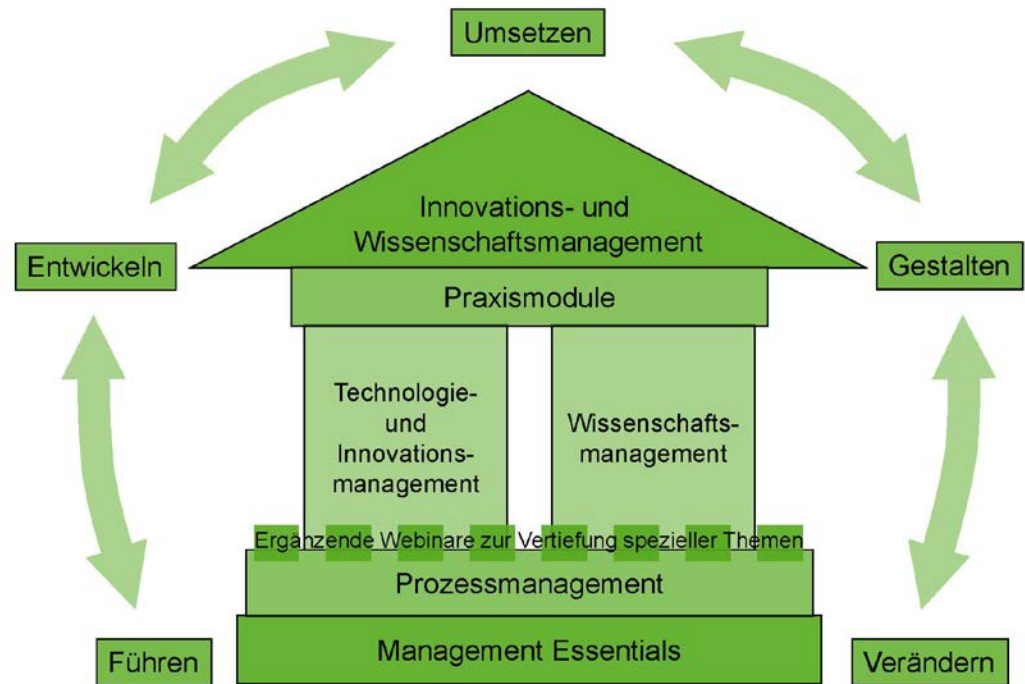 Umsetzen
Innovations- und
Wissenschaftsmanagement
Entwickeln
Gestalten
Praxismodule
Technologie-
und
Innovations-
management
Wissenschafts-
management
Ergänzende Webinare zur Vertiefung spezieller Themen
Prozessmanagement
Führen
Management Essentials
Verändern